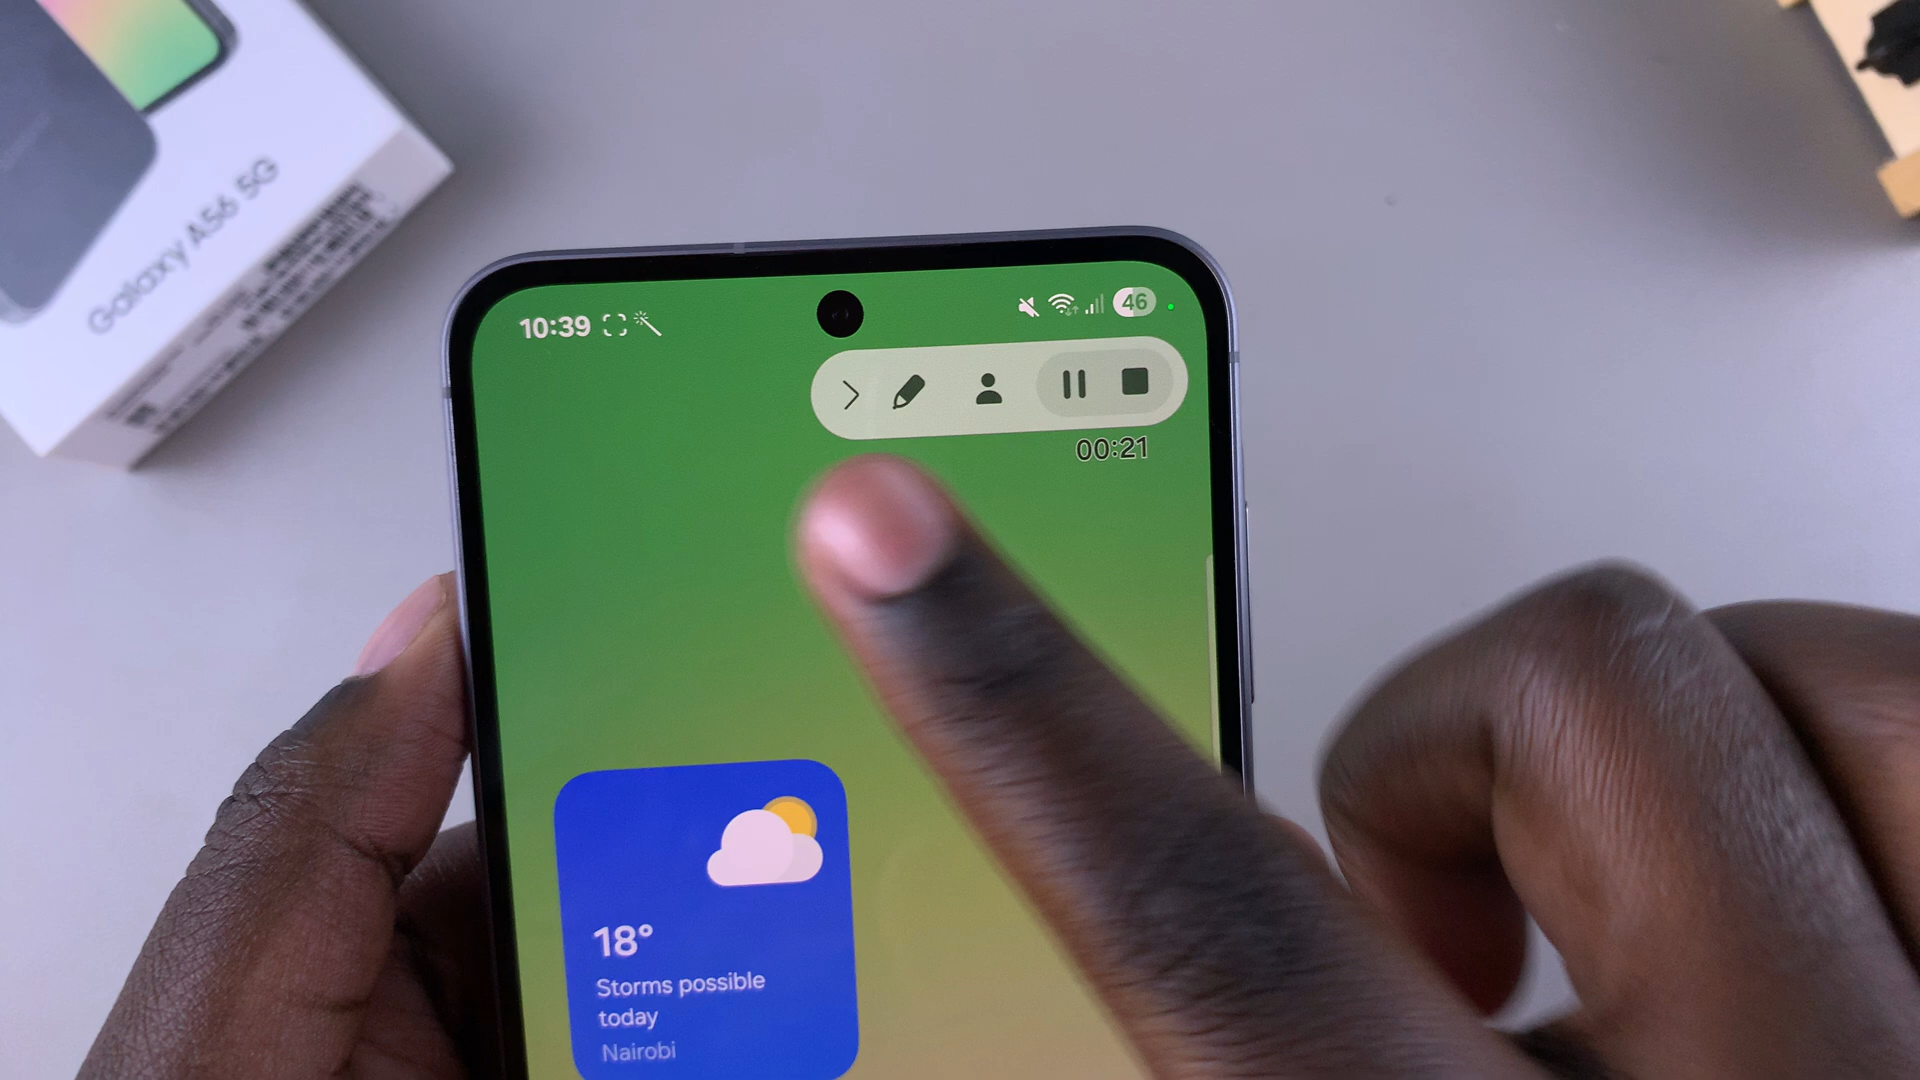 Galaxy A56 5G
10:39
46
00:21
18°
Storms possible
today
Nairobi